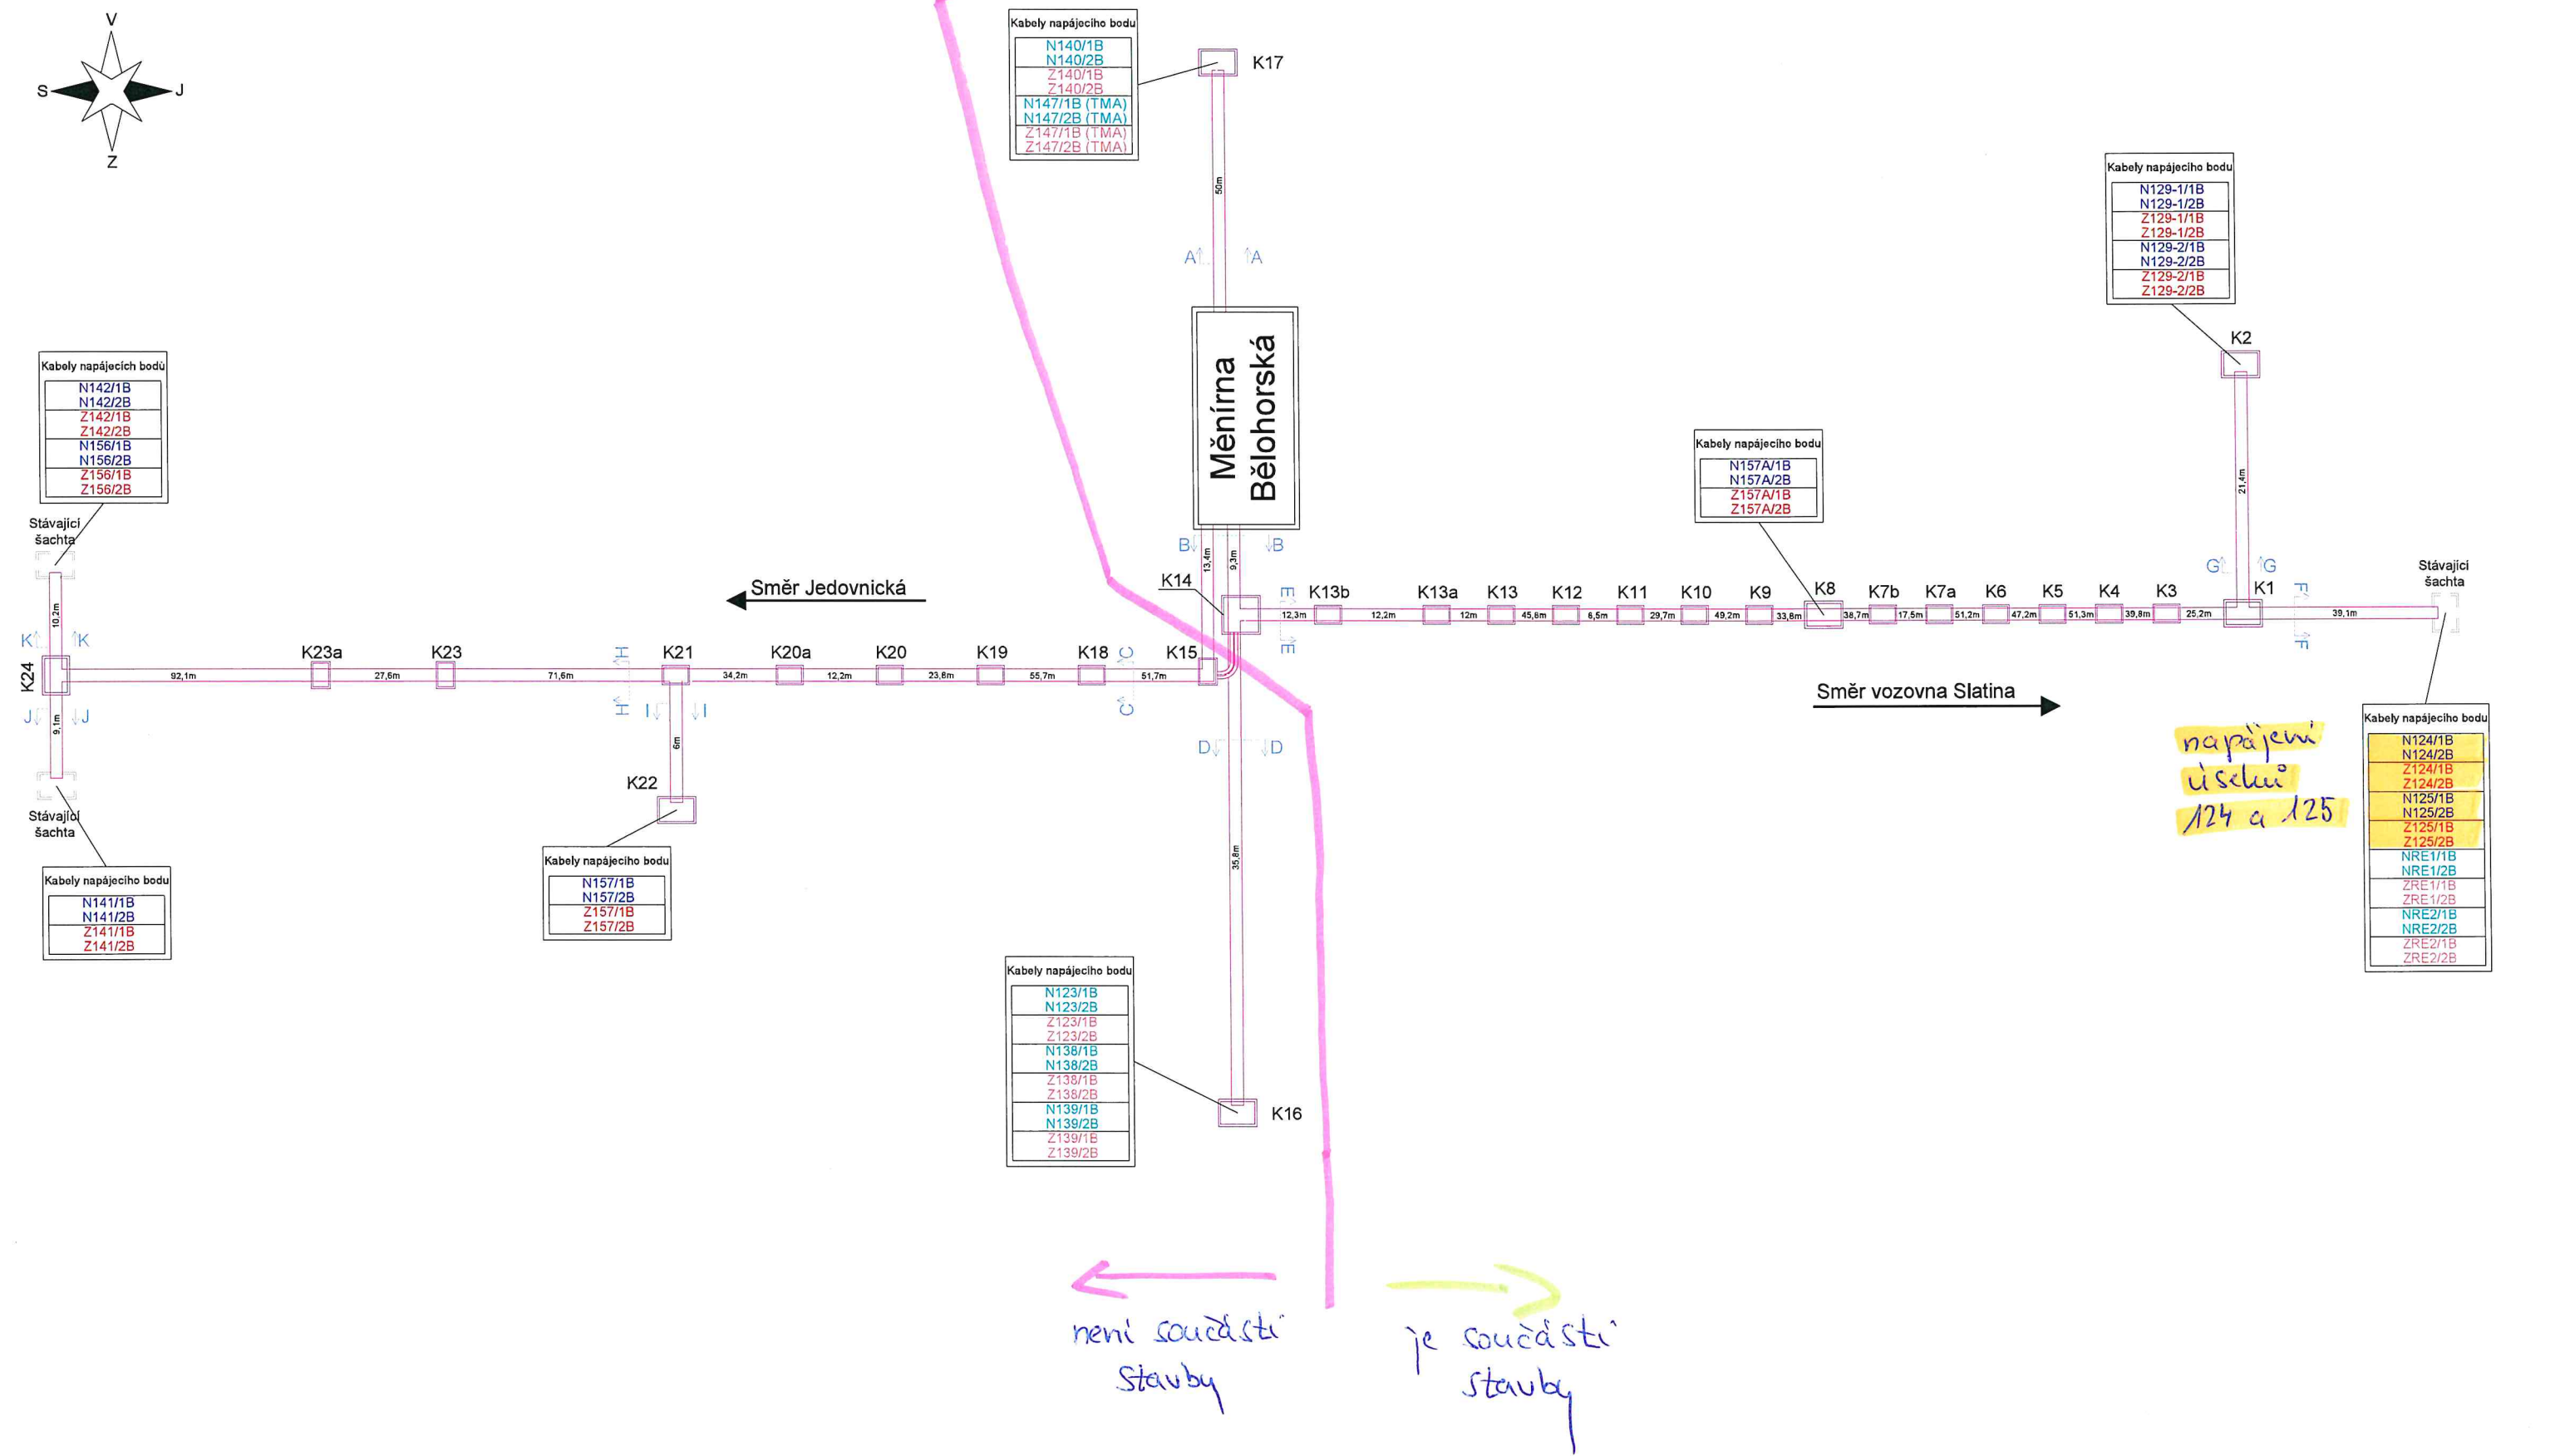 V
S
J
Z
Kabely napájecího bodu
N140/1B
N140/2B
Z140/1B
Z140/2B
N147/1B (TMA)
N147/2B (TMA)
Z147/1B (TMA)
Z147/2B (TMA)
K17
50m
A
A
Měnírna
Bělohorská
B
B
13,4m
9,3m
Kabely napájecího bodu
N129-1/1B
N129-1/2B
Z129-1/1B
Z129-1/2B
N129-2/1B
N129-2/2B
Z129-2/1B
Z129-2/2B
K2
21,4m
G
G
Kabely napájecích bodů
N142/1B
N142/2B
Z142/1B
Z142/2B
N156/1B
N156/2B
Z156/1B
Z156/2B
Stávající
šachta
10,2m
K
K
K24
J
J
9,1m
Stávající
šachta
Kabely napájecího bodu
N141/1B
N141/2B
Z141/1B
Z141/2B
Směr Jedovnická
92,1m
K23a
27,6m
K23
71,6m
H
H
K21
I
I
6m
K22
34,2m
K20a
12,2m
K20
23,8m
K19
55,7m
K18
C
C
51,7m
K15
Kabely napájecího bodu
N157/1B
N157/2B
Z157/1B
Z157/2B
K14
E
E
12,3m
K13b
12,2m
K13a
12m
K13
45,8m
K12
6,5m
K11
29,7m
K10
49,2m
K9
33,8m
K8
38,7m
K7b
17,5m
K7a
51,2m
K6
47,2m
K5
51,3m
K4
39,8m
K3
25,2m
K1
F
F
39,1m
Stávající
šachta
Kabely napájecího bodu
N157A/1B
N157A/2B
Z157A/1B
Z157A/2B
Směr vozovna Slatina
napájení
úseků
124 a 125
Kabely napájecího bodu
N124/1B
N124/2B
Z124/1B
Z124/2B
N125/1B
N125/2B
Z125/1B
Z125/2B
NRE1/1B
NRE1/2B
ZRE1/1B
ZRE1/2B
NRE2/1B
NRE2/2B
ZRE2/1B
ZRE2/2B
D
D
35,8m
K16
Kabely napájecího bodu
N123/1B
N123/2B
Z123/1B
Z123/2B
N138/1B
N138/2B
Z138/1B
Z138/2B
N139/1B
N139/2B
Z139/1B
Z139/2B
není součástí
stavby
je součástí
stavby